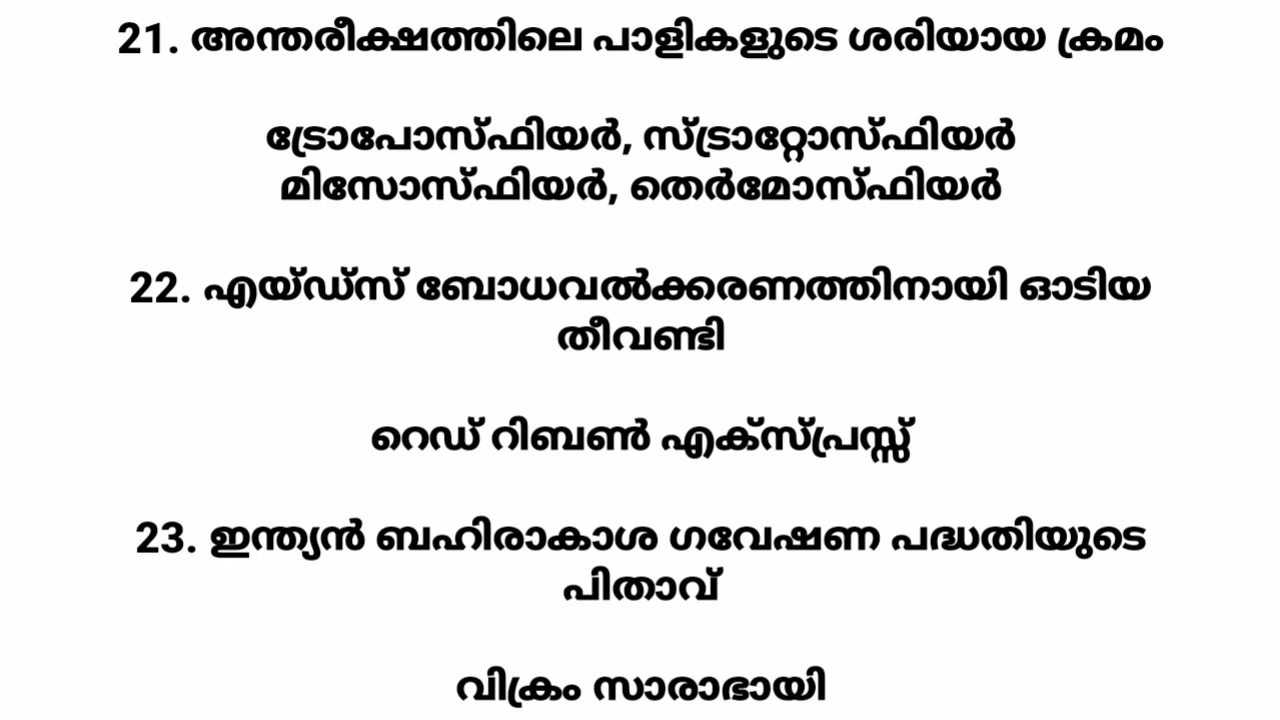 21. അന്തരീക്ഷത്തിലെ പാളികളുടെ ശരിയായ ക്രമം
ട്രോപോസ്ഫിയർ, സ്ട്രാറ്റോസ്ഫിയർ
മിസോസ്ഫിയർ, തെർമോസ്ഫിയർ
22. എയ്ഡ്സ് ബോധവൽക്കരണത്തിനായി ഓടിയ
തീവണ്ടി
റെഡ് റിബൺ എക്സ്പ്രസ്സ്
23. ഇന്ത്യൻ ബഹിരാകാശ ഗവേഷണ പദ്ധതിയുടെ
പിതാവ്
വിക്രം സാരാഭായി